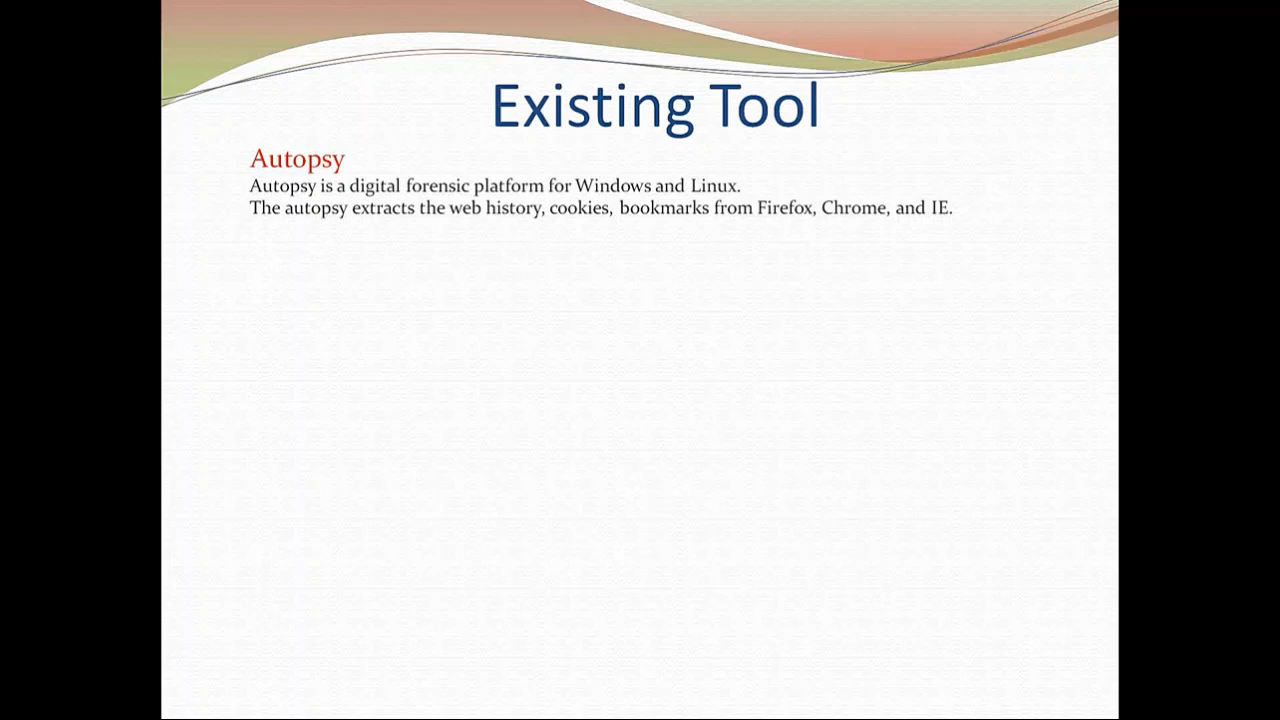 Existing Tool
Autopsy
Autopsy is a digital forensic platform for Windows and Linux.
The autopsy extracts the web history, cookies, bookmarks from Firefox, Chrome, and IE.